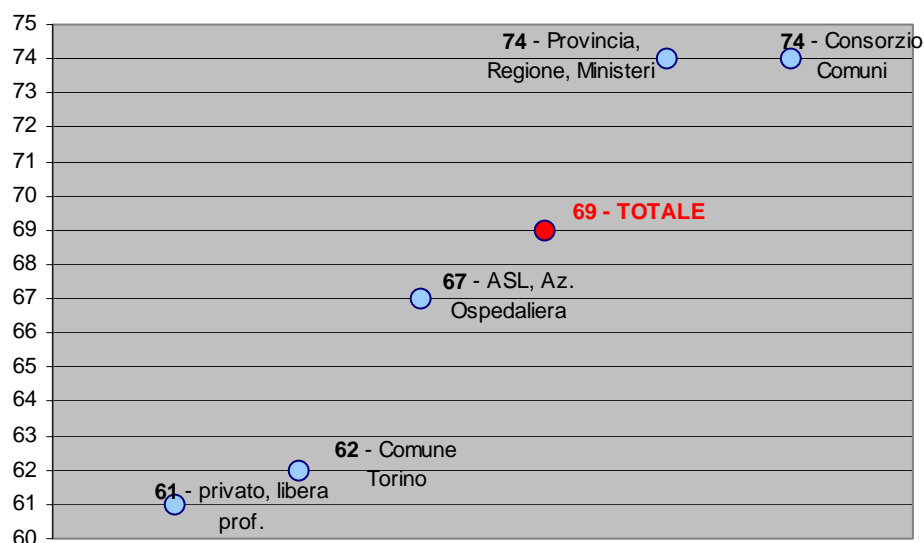 75
74
73
72
71
70
69
68
67
66
65
64
63
62
61
60
74 - Provincia,
Regione, Ministeri
74 - Consorzio
Comuni
69 - TOTALE
67 - ASL, Az.
Ospedaliera
62 - Comune
Torino
61 - privato, libera
prof.